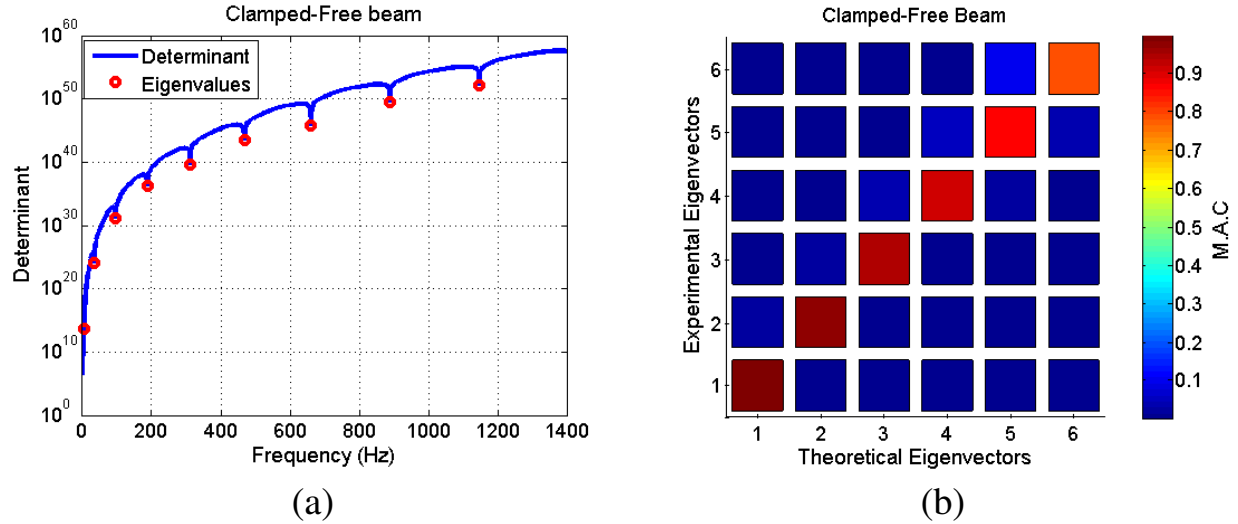 Clamped-Free beam
10^60
10^50
10^40
10^30
10^20
10^10
10^0
Determinant
Determinant
Eigenvalues
0 200 400 600 800 1000 1200 1400
Frequency (Hz)
(a)
Clamped-Free Beam
6
5
4
3
2
1
Experimental Eigenvectors
1 2 3 4 5 6
Theoretical Eigenvectors
0.9
0.8
0.7
0.6
0.5
0.4
0.3
0.2
0.1
M.A.C
(b)